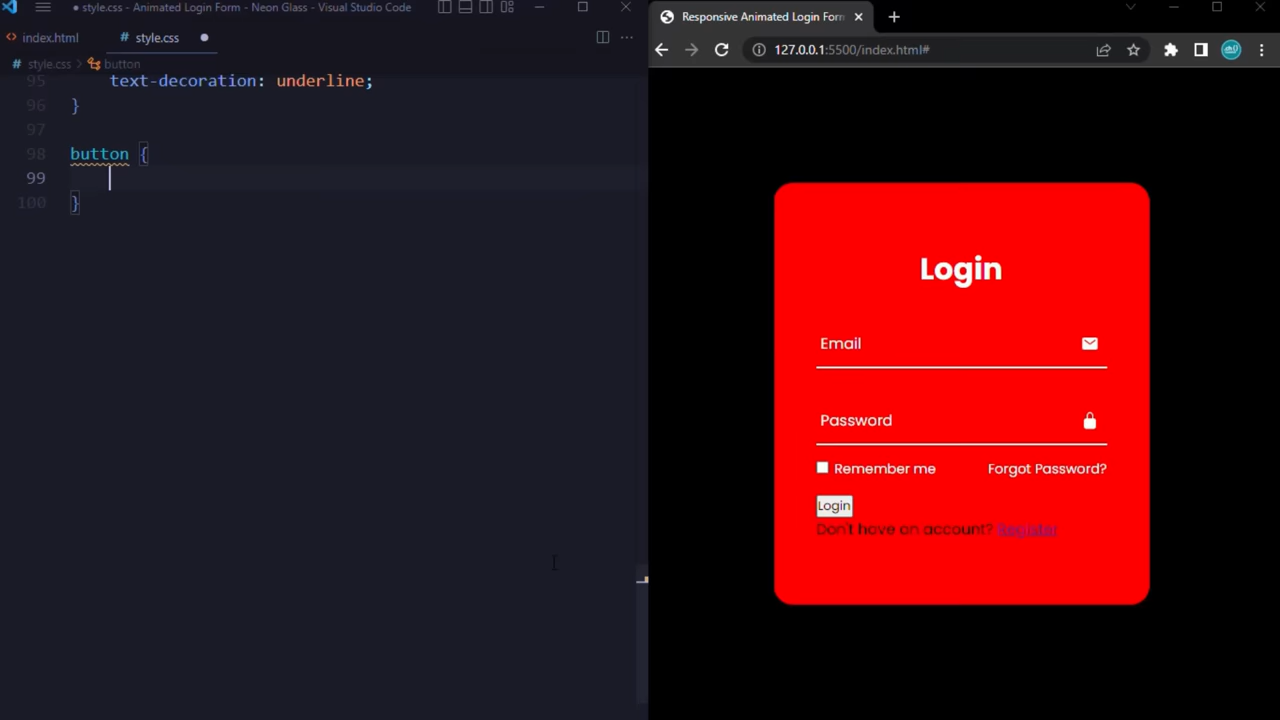 style.css - Animated Login Form - Neon Glass - Visual Studio Code
index.html
style.css
style.css > button
95 text-decoration: underline;
96 }
97
98 button {
99
100 }
Responsive Animated Login Form
127.0.0.1:5500/index.html#
Login
Email
Password
Remember me Forgot Password?
Login
Don't have an account? Register